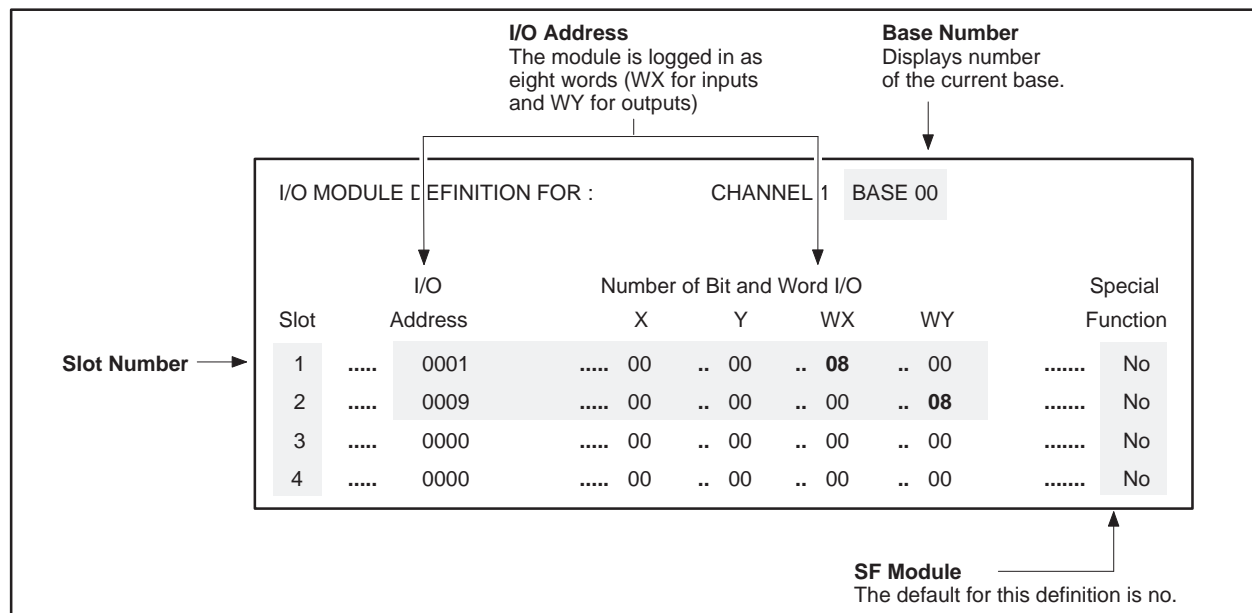 I/O Address
The module is logged in as
eight words (WX for inputs
and WY for outputs)
Base Number
Displays number
of the current base.
I/O MODULE DEFINITION FOR : CHANNEL 1 BASE 00
I/O Number of Bit and Word I/O Special
Slot Address X Y WX WY Function
Slot Number
1 ..... 0001 ..... 00 .. 00 .. 08 .. 00 ....... No
2 ..... 0009 ..... 00 .. 00 .. 00 .. 08 ....... No
3 ..... 0000 ..... 00 .. 00 .. 00 .. 00 ....... No
4 ..... 0000 ..... 00 .. 00 .. 00 .. 00 ....... No
SF Module
The default for this definition is no.